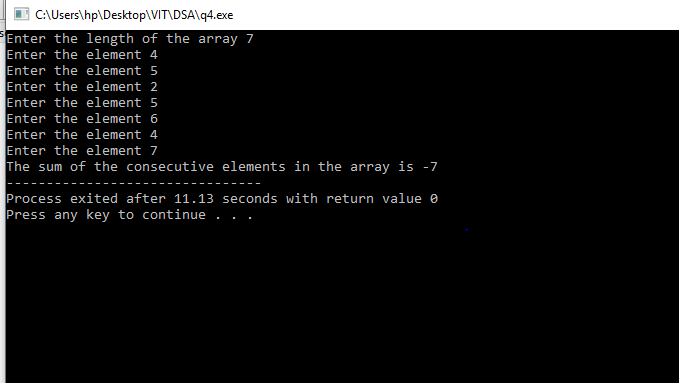 C:\Users\hp\Desktop\VIT\DSA\q4.exe
Enter the length of the array 7
Enter the element 4
Enter the element 5
Enter the element 2
Enter the element 5
Enter the element 6
Enter the element 4
Enter the element 7
The sum of the consecutive elements in the array is -7
--------------------------------
Process exited after 11.13 seconds with return value 0
Press any key to continue . . .